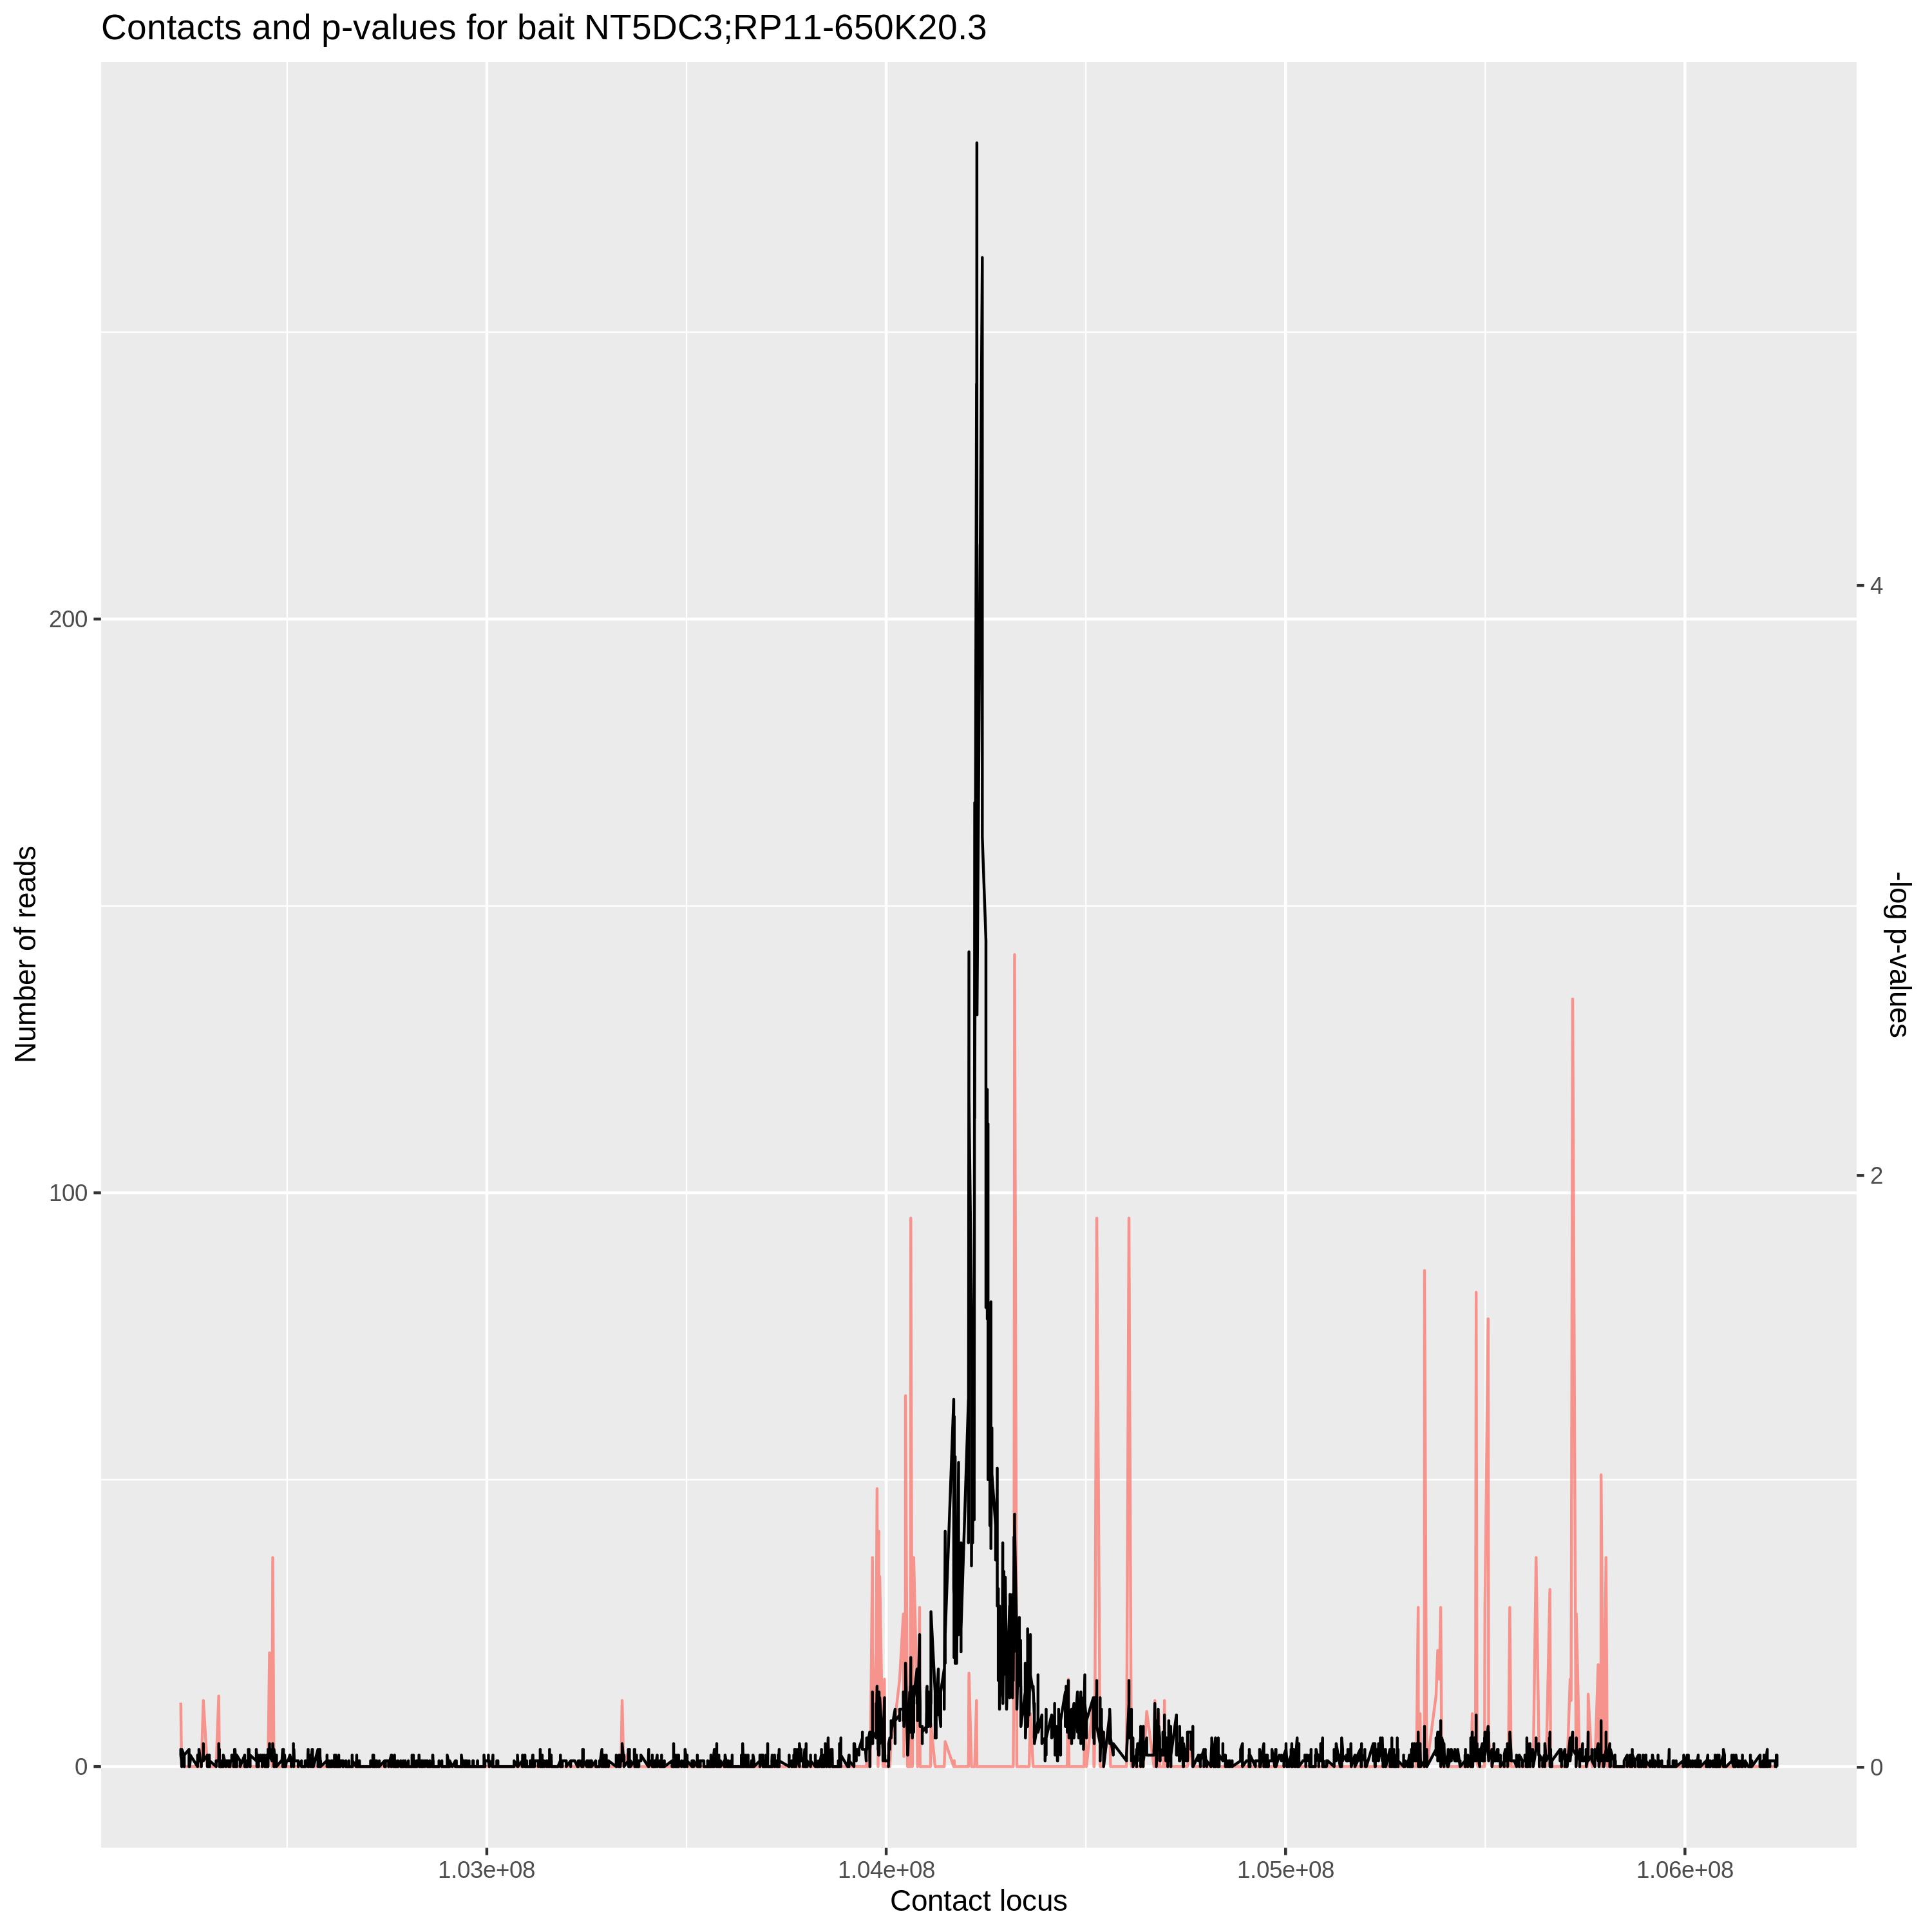 Contacts and p-values for bait NT5DC3;RP11-650K20.3
Number of reads
200
100
0
4
2
0
-log p-values
1.03e+08
1.04e+08
1.05e+08
1.06e+08
Contact locus